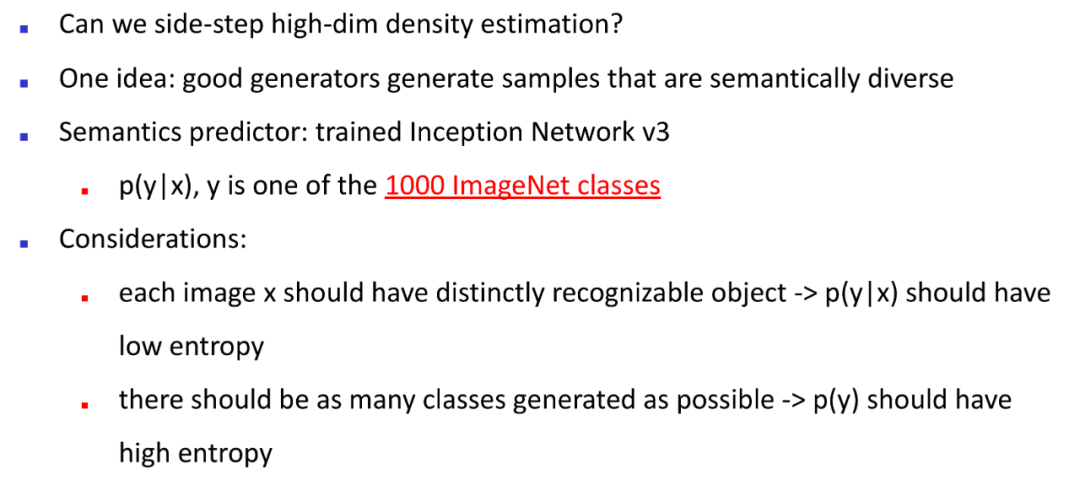 ▪ Can we side-step high-dim density estimation?
▪ One idea: good generators generate samples that are semantically diverse
▪ Semantics predictor: trained Inception Network v3
▪ p(y|x), y is one of the 1000 ImageNet classes
▪ Considerations:
▪ each image x should have distinctly recognizable object -> p(y|x) should have
low entropy
▪ there should be as many classes generated as possible -> p(y) should have
high entropy